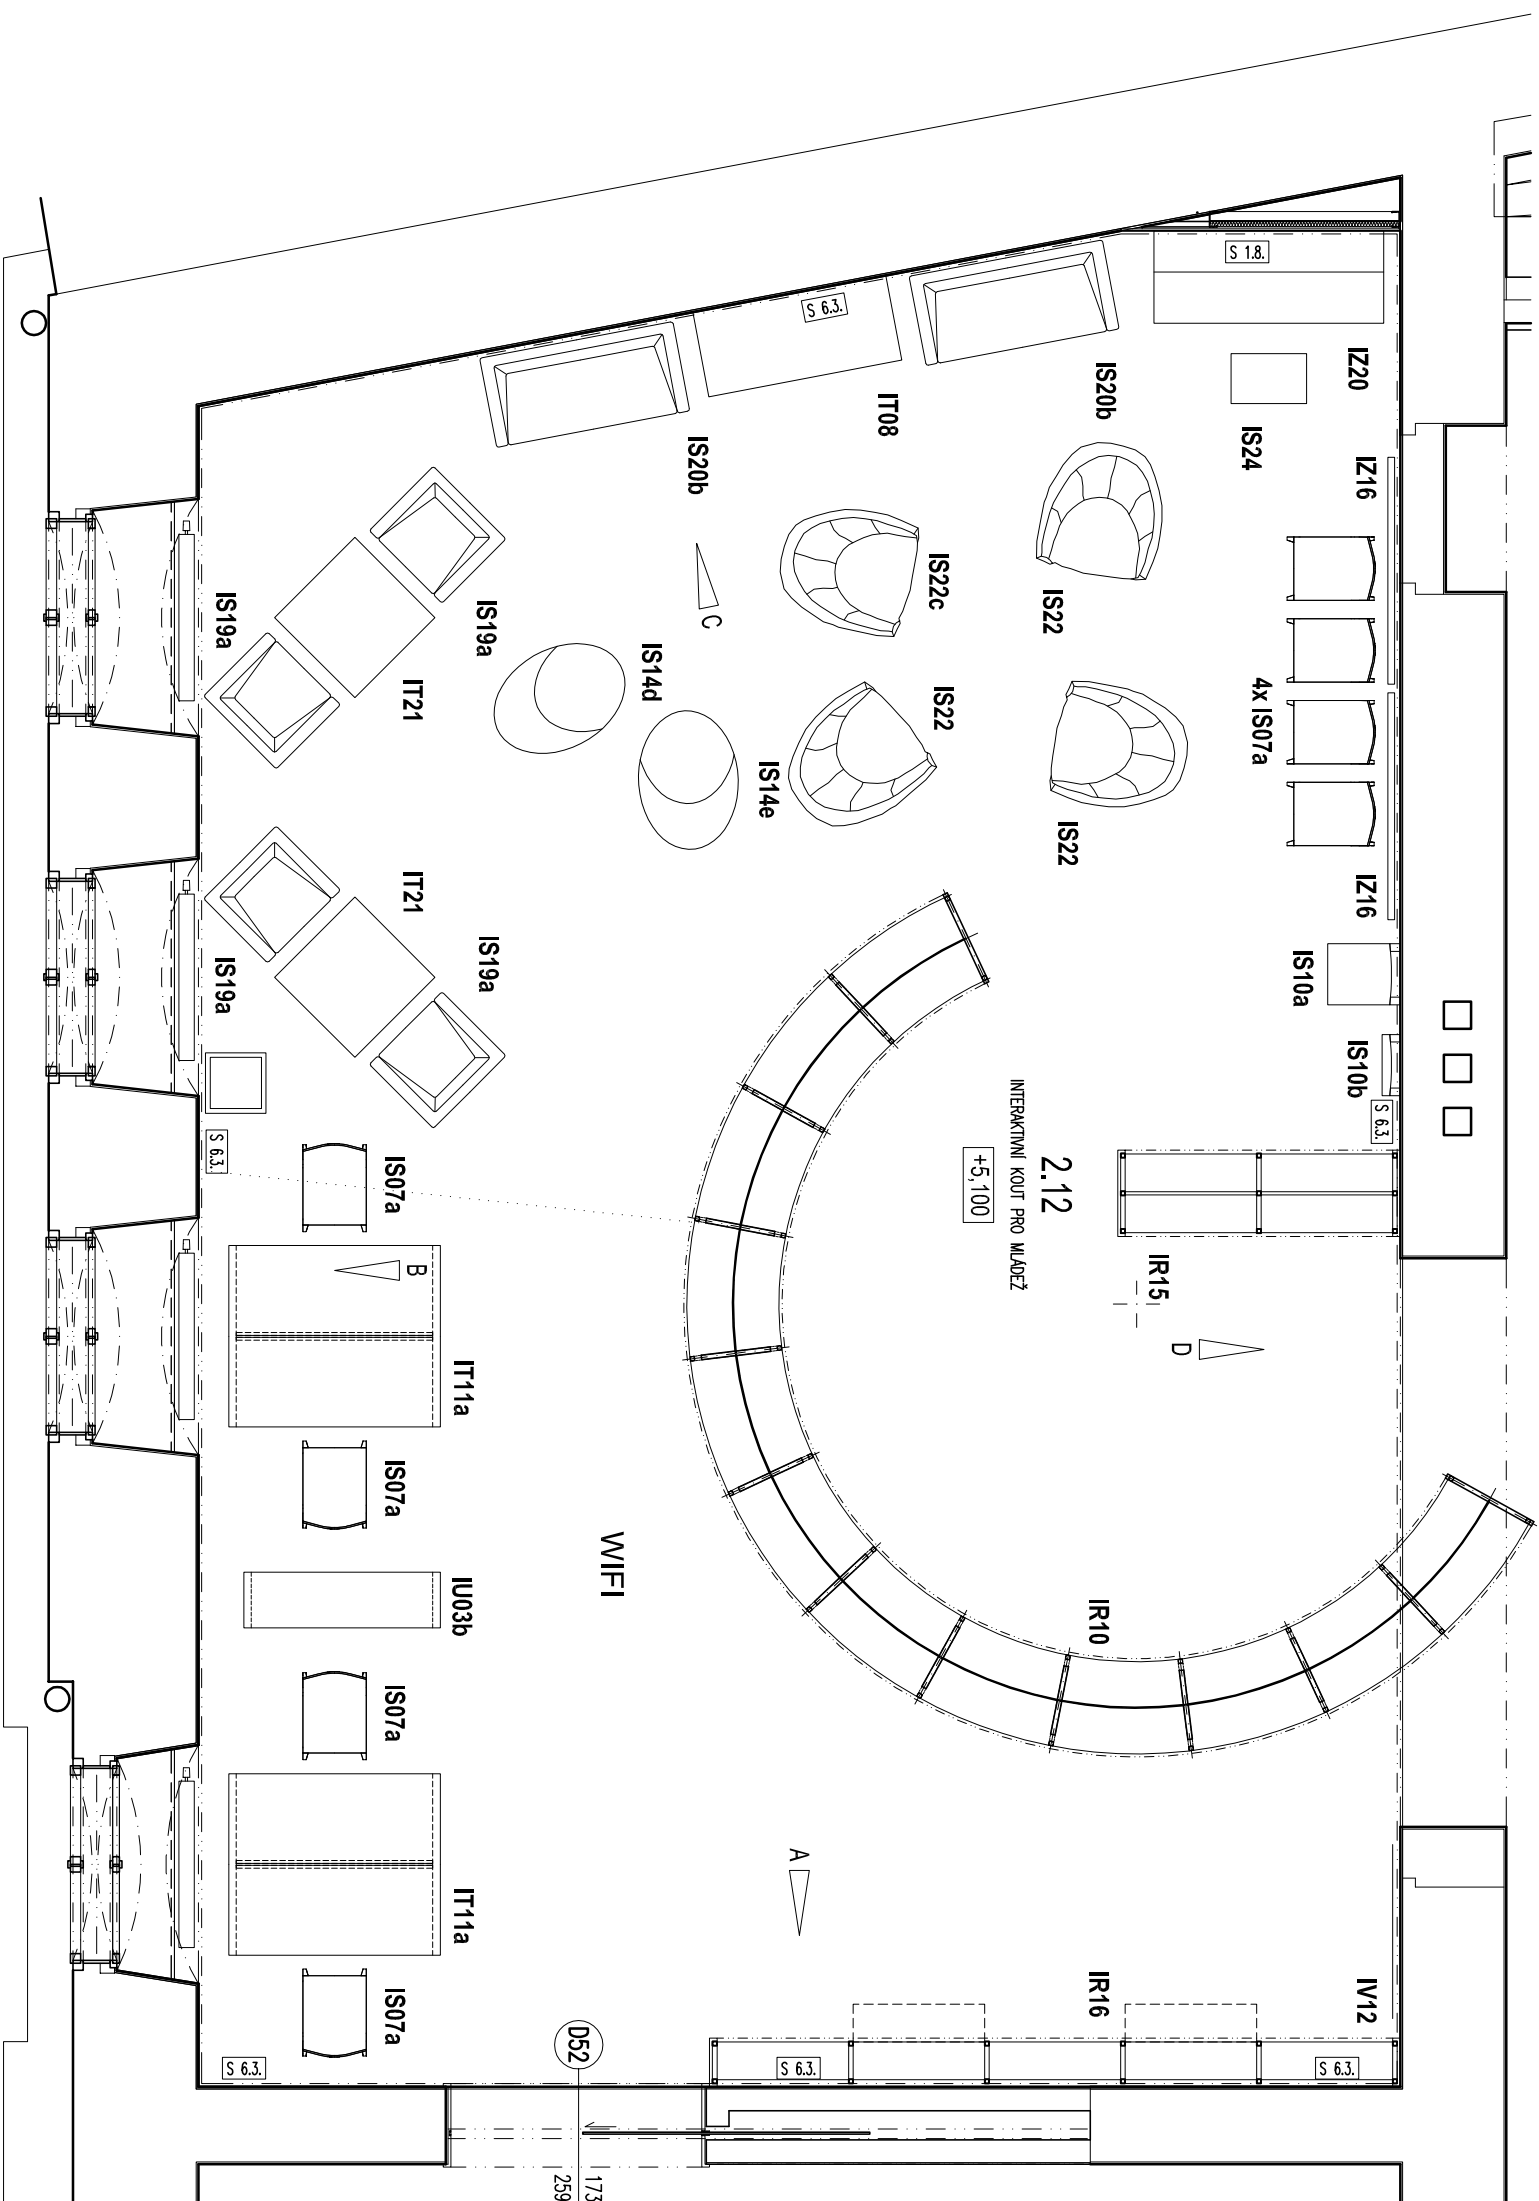 S 1.8.
IZ20
IS24
IS20b
S 6.3.
IT08
IS20b
IZ16
IS22
IS22c
C
4x IS07a
IS22
IS22
IS14d
IS14e
IS19a
IS19a
IT21
IT21
IS19a
IS19a
IZ16
IS10a
IS10b
S 6.3.
2.12
INTERAKTIVNÍ KOUT PRO MLÁDEŽ
+5,100
IR15
D
S 6.3.
IS07a
B
IT11a
IS07a
WIFI
IU03b
IR10
IS07a
IT11a
A
IS07a
IR16
IV12
D52
S 6.3.
S 6.3.
S 6.3.
173
259